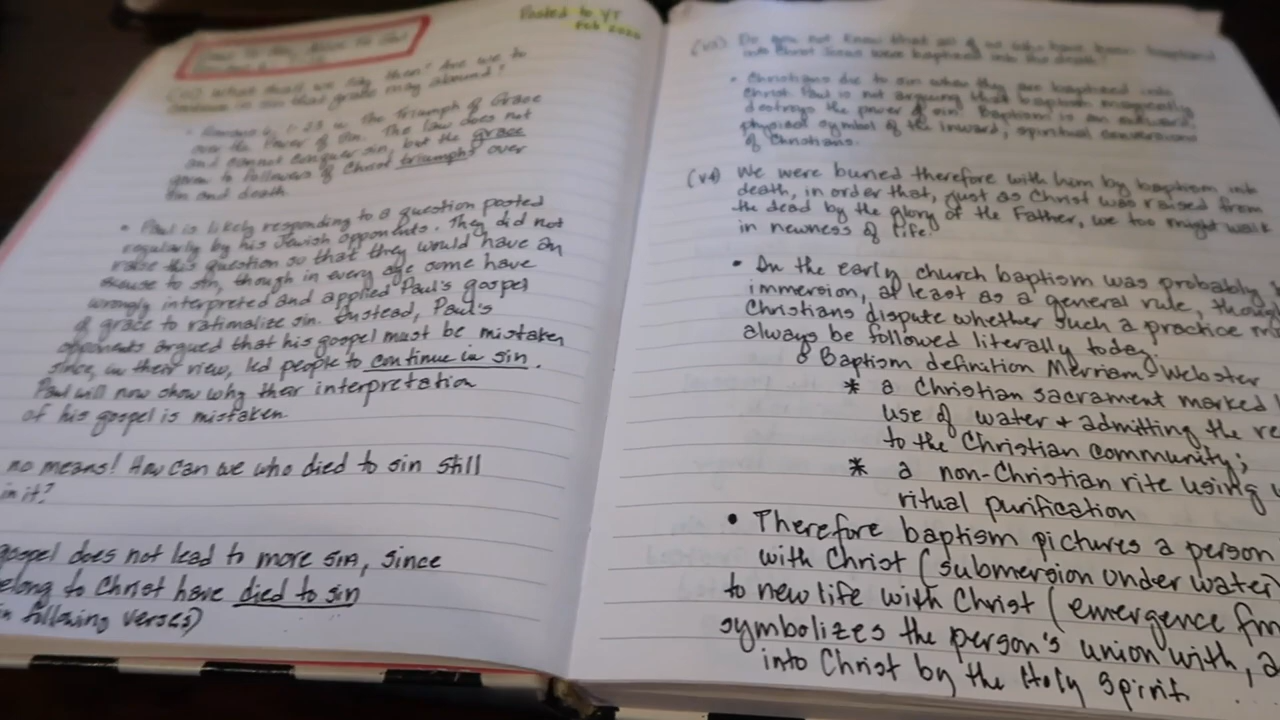 Posted to YT
Feb
(v1) What shall we say then? Are we to
continue in sin that grace may abound?
• Romans 6:1-23 The Triumph of Grace
over the Power of Sin. The law does not
and cannot conquer sin, but the grace
given to followers of Christ triumphs over
sin and death.
• Paul is likely responding to a question posted
regularly by his Jewish opponents. They did not
raise this question so that they would have an
excuse to sin, though in every age some have
wrongly interpreted and applied Paul's gospel
of grace to rationalize sin. Instead, Paul's
opponents argued that his gospel must be mistaken
since, in their view, led people to continue in sin.
Paul will now show why their interpretation
of his gospel is mistaken.
no means! How can we who died to sin still
in it?
gospel does not lead to more sin, since
elong to Christ have died to sin
in following verses)
(v3) Do you not know that all of us who have been baptized
into Christ Jesus were baptized into his death?
• Christians die to sin when they are baptized into
Christ. Paul is not arguing that baptism magically
destroys the power of sin. Baptism is an outward
physical symbol of the inward, spiritual conversion
of Christians.
(v4) We were buried therefore with him by baptism into
death, in order that, just as Christ was raised from
the dead by the glory of the Father, we too might walk
in newness of life.
• In the early church baptism was probably
immersion, at least as a general rule, though
Christians dispute whether such a practice
always be followed literally today.
Baptism definition Merriam Webster
* a Christian sacrament marked
use of water + admitting the re
to the Christian community;
* a non-Christian rite using
ritual purification
• Therefore baptism pictures a person
with Christ (submersion under water)
to new life with Christ (emergence
symbolizes the person's union with,
into Christ by the Holy Spirit.